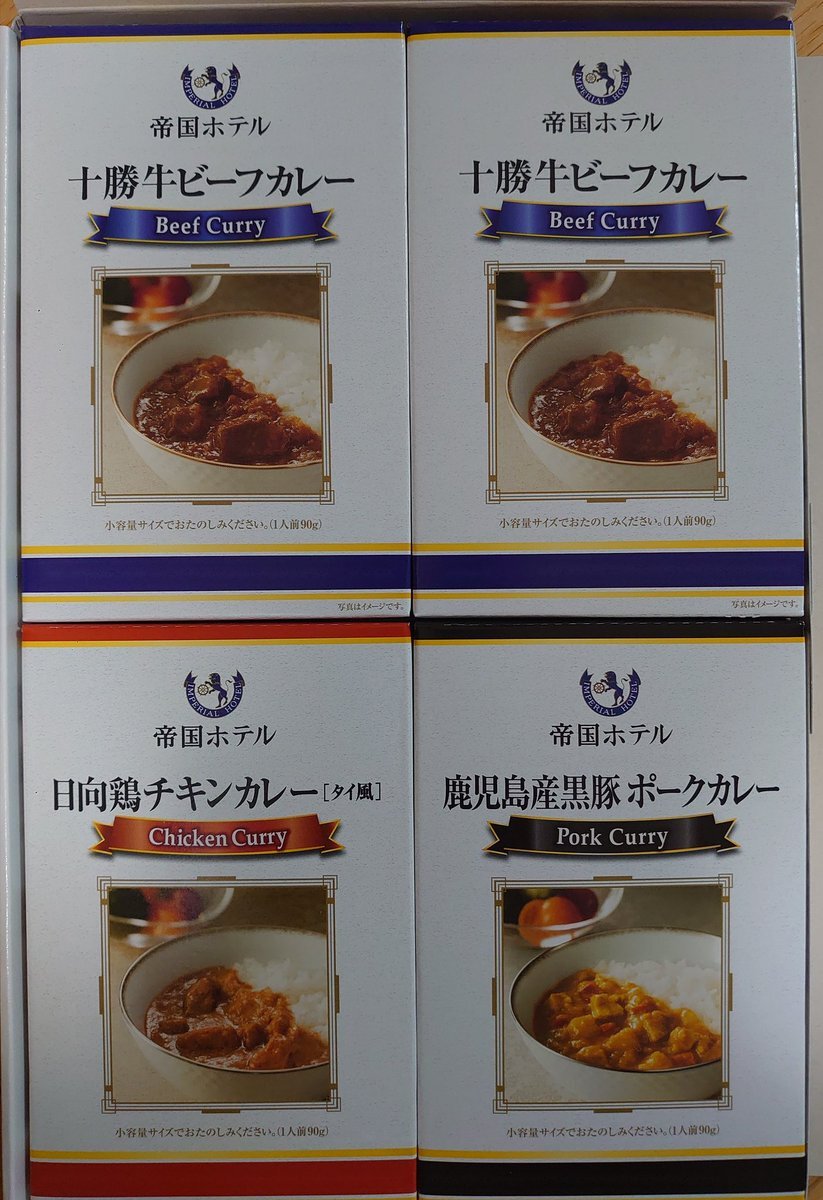 IMPERIAL HOTEL
帝国ホテル
十勝牛ビーフカレー
Beef Curry
小容量サイズでおたのしみください。(1人前90g)
写真はイメージです。
IMPERIAL HOTEL
帝国ホテル
十勝牛ビーフカレー
Beef Curry
小容量サイズでおたのしみください。(1人前90g)
写真はイメージです。
IMPERIAL HOTEL
帝国ホテル
日向鶏チキンカレー[タイ風]
Chicken Curry
小容量サイズでおたのしみください。(1人前90g)
IMPERIAL HOTEL
帝国ホテル
鹿児島産黒豚 ポークカレー
Pork Curry
小容量サイズでおたのしみください。(1人前90g)